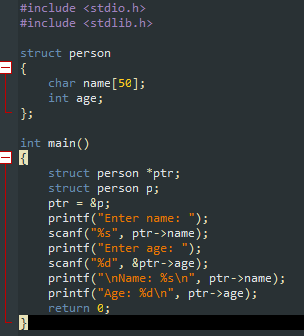 #include <stdio.h>
#include <stdlib.h>

struct person
{
    char name[50];
    int age;
};

int main()
{
    struct person *ptr;
    struct person p;
    ptr = &p;
    printf("Enter name: ");
    scanf("%s", ptr->name);
    printf("Enter age: ");
    scanf("%d", &ptr->age);
    printf("\nName: %s\n", ptr->name);
    printf("Age: %d\n", ptr->age);
    return 0;
}